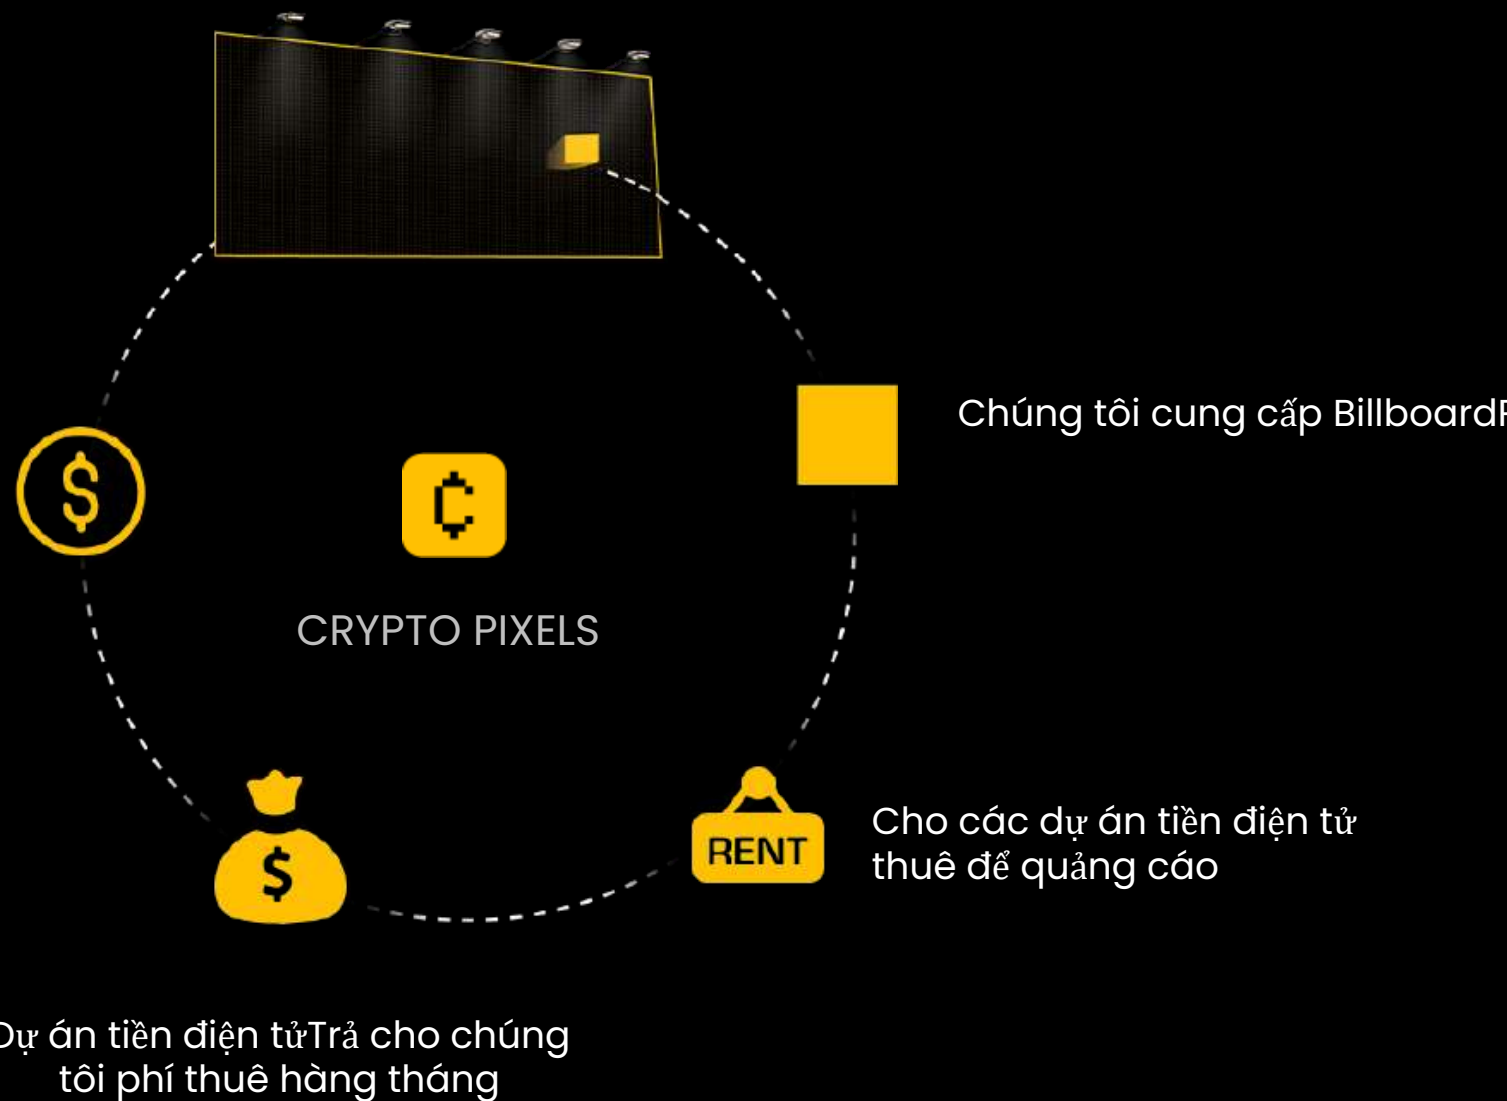 $
₵
Chúng tôi cung cấp
CRYPTO PIXELS
$
RENT
Cho các dự án tiền điện tử
thuê để quảng cáo
Dự án tiền điện tửTrả cho chúng
tôi phí thuê hàng tháng